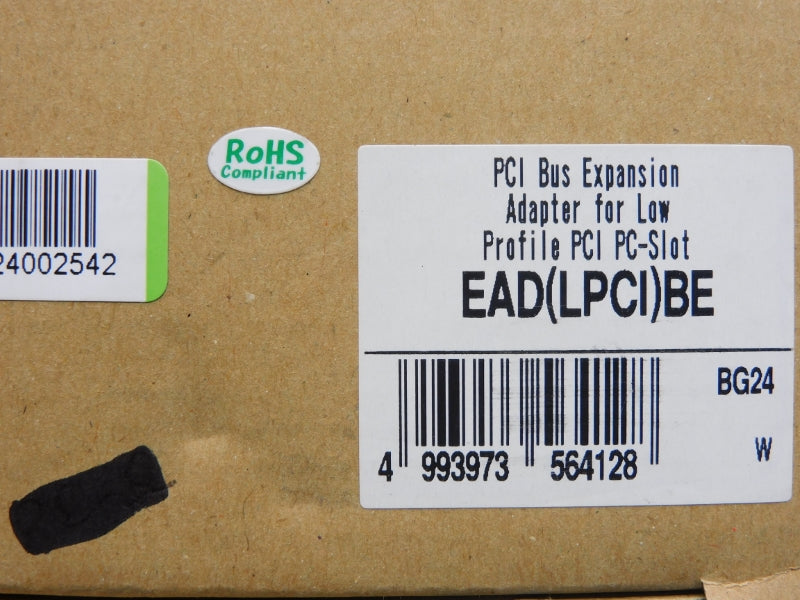 RoHS
Compliant
24002542
PCI Bus Expansion
Adapter for Low
Profile PCI PC-Slot
EAD(LPCI)BE
BG24
W
4 993973 564128